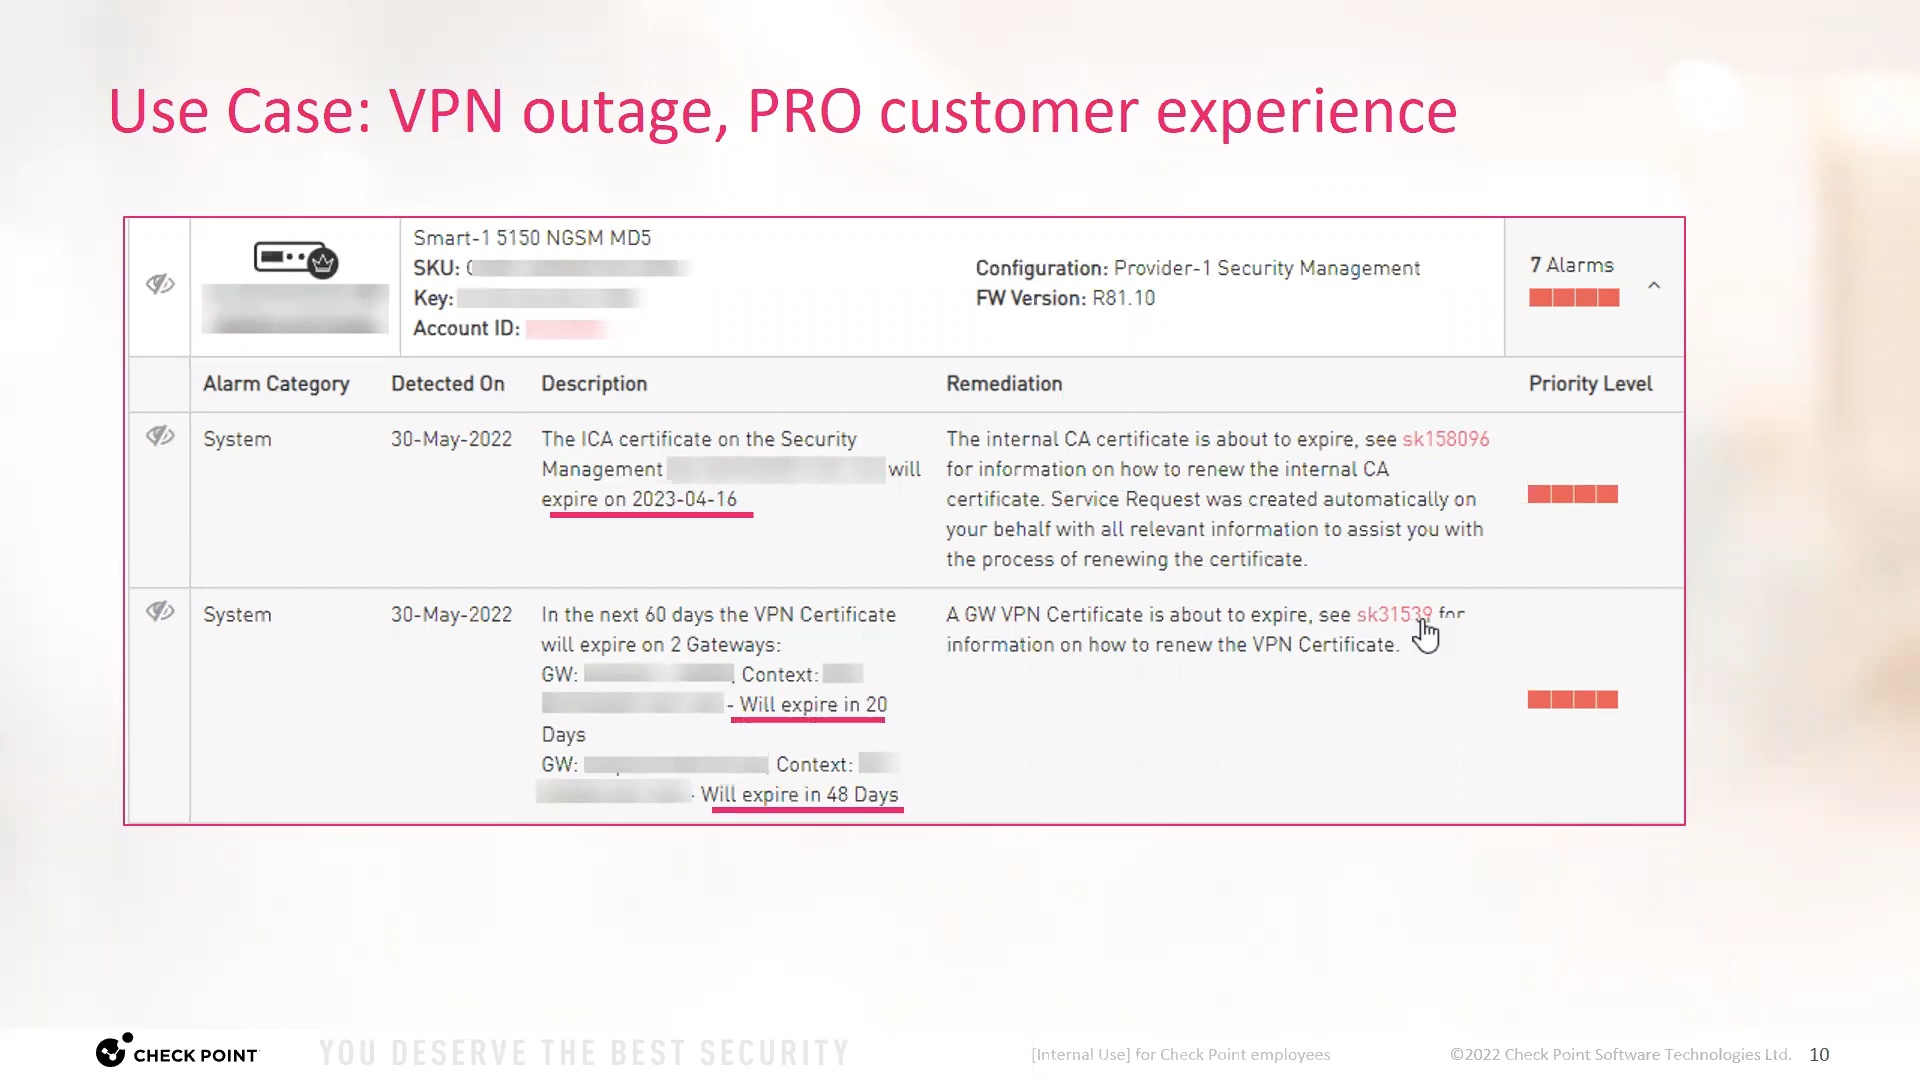 Use Case: VPN outage, PRO customer experience
Smart-1 5150 NGSM MD5
SKU:
Key:
Account ID:
Configuration: Provider-1 Security Management
FW Version: R81.10
7 Alarms
Alarm Category Detected On Description Remediation Priority Level
System
30-May-2022
The ICA certificate on the Security
Management will
expire on 2023-04-16
The internal CA certificate is about to expire, see sk158096
for information on how to renew the internal CA
certificate. Service Request was created automatically on
your behalf with all relevant information to assist you with
the process of renewing the certificate.
System
30-May-2022
In the next 60 days the VPN Certificate
will expire on 2 Gateways:
GW: , Context:
- Will expire in 20
Days
GW: , Context:
- Will expire in 48 Days
A GW VPN Certificate is about to expire, see sk31539 for
information on how to renew the VPN Certificate.
CHECK POINT
YOU DESERVE THE BEST SECURITY
[Internal Use] for Check Point employees
©2022 Check Point Software Technologies Ltd.
10